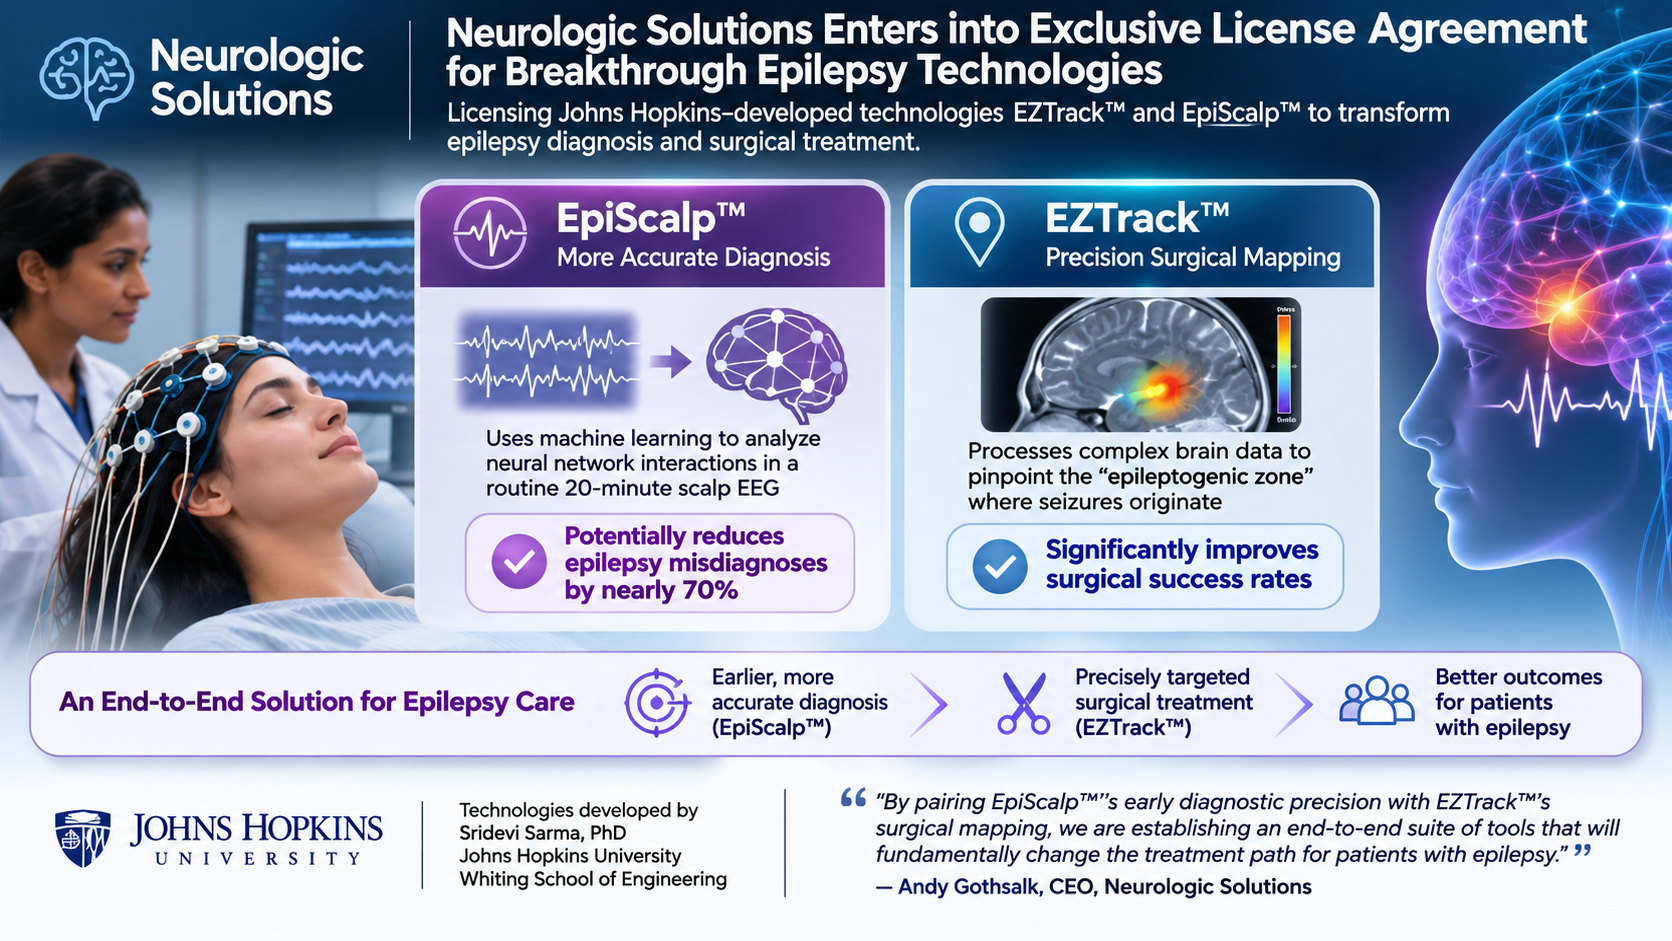 Neurologic
Solutions
Neurologic Solutions Enters into Exclusive License Agreement
for Breakthrough Epilepsy Technologies
Licensing Johns Hopkins–developed technologies EZTrack™ and EpiScalp™ to transform
epilepsy diagnosis and surgical treatment.
EpiScalp™
More Accurate Diagnosis
Uses machine learning to analyze
neural network interactions in a
routine 20-minute scalp EEG
Potentially reduces
epilepsy misdiagnoses
by nearly 70%
EZTrack™
Precision Surgical Mapping
Processes complex brain data to
pinpoint the “epileptogenic zone”
where seizures originate
Significantly improves
surgical success rates
An End-to-End Solution for Epilepsy Care
Earlier, more
accurate diagnosis
(EpiScalp™)
Precisely targeted
surgical treatment
(EZTrack™)
Better outcomes
for patients
with epilepsy
JOHNS HOPKINS
UNIVERSITY
Technologies developed by
Sridevi Sarma, PhD
Johns Hopkins University
Whiting School of Engineering
“ “By pairing EpiScalp™”s early diagnostic precision with EZTrack™’s
surgical mapping, we are establishing an end-to-end suite of tools that will
fundamentally change the treatment path for patients with epilepsy.” ”
— Andy Gothsalk, CEO, Neurologic Solutions